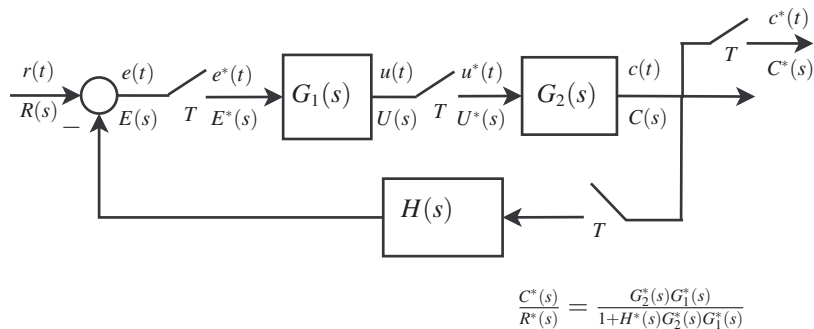 c*(t)
T
C*(s)
r(t)
R(s)
−
e(t)
E(s)
T
e*(t)
E*(s)
G₁(s)
u(t)
U(s)
T
u*(t)
U*(s)
G₂(s)
c(t)
C(s)
H(s)
T
C*(s)/R*(s) = G₂*(s)G₁*(s)/1+H*(s)G₂*(s)G₁*(s)